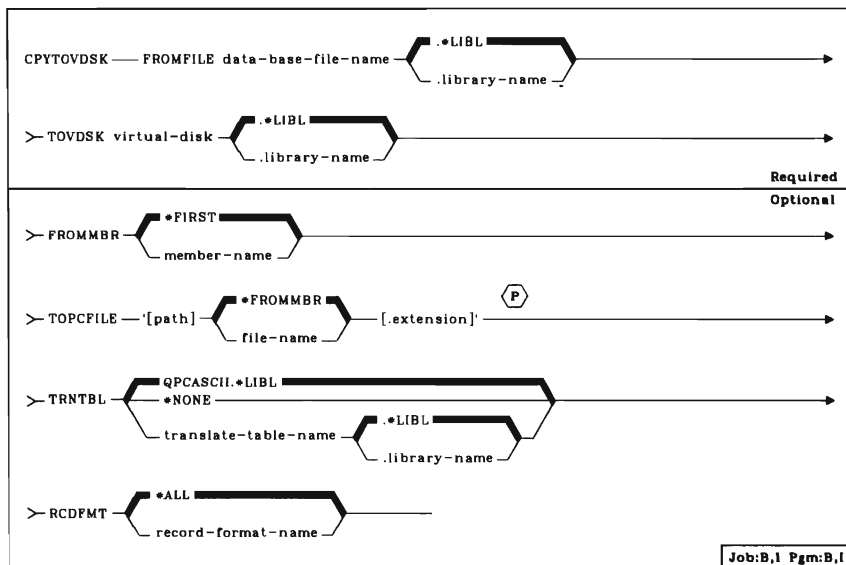 .*LIBL
CPYTOVDSK FROMFILE data-base-file-name
.library-name
.*LIBL
TOVDSK virtual-disk
.library-name
Required
Optional
*FIRST
FROMMBR
member-name
P
*FROMMBR
TOPCFILE '[path] [.extension]'
file-name
QPCASCII.*LIBL
TRNTBL *NONE
.*LIBL
translate-table-name
.library-name
*ALL
RCDFMT
record-format-name
Job:B,I Pgm:B,I